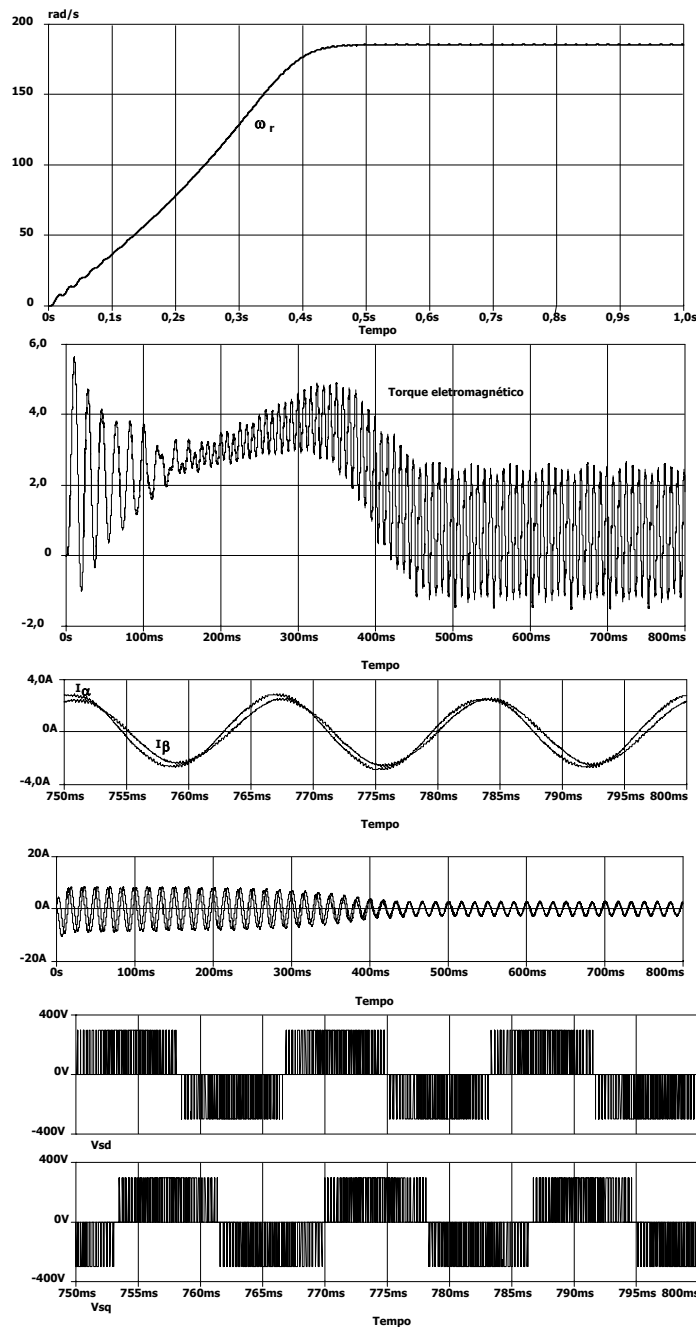 rad/s
200
150
100
50
0
ω r
0s 0,1s 0,2s 0,3s 0,4s 0,5s 0,6s 0,7s 0,8s 0,9s 1,0s
Tempo
6,0
Torque eletromagnético
4,0
2,0
0
-2,0
0s 100ms 200ms 300ms 400ms 500ms 600ms 700ms 800ms
Tempo
4,0A
Iα
0A
Iβ
-4,0A
750ms 755ms 760ms 765ms 770ms 775ms 780ms 785ms 790ms 795ms 800ms
Tempo
20A
0A
-20A
0s 100ms 200ms 300ms 400ms 500ms 600ms 700ms 800ms
Tempo
400V
0V
-400V
Vsd
400V
0V
-400V
750ms 755ms 760ms 765ms 770ms 775ms 780ms 785ms 790ms 795ms 800ms
Vsq
Tempo